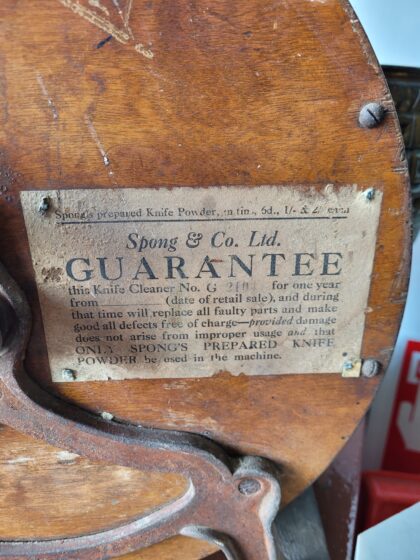 Spong's prepared Knife Powder, in tins, 6d., 1/- & 2/- each
Spong & Co. Ltd.
GUARANTEE
this Knife Cleaner No. G for one year
from (date of retail sale), and during
that time will replace all faulty parts and make
good all defects free of charge—provided damage
does not arise from improper usage and that
ONLY SPONG'S PREPARED KNIFE
POWDER be used in the machine.